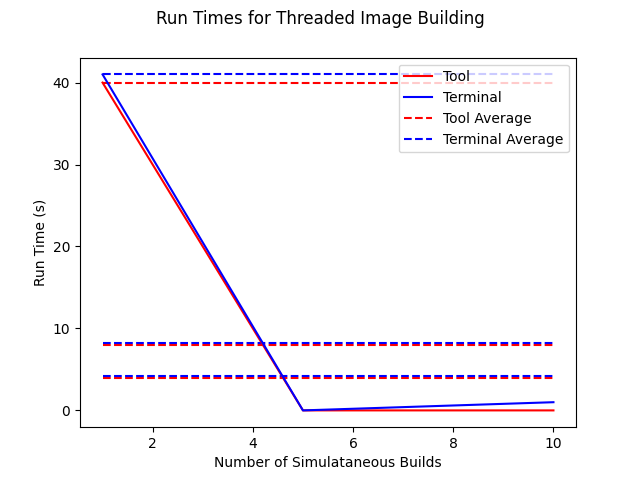 Run Times for Threaded Image Building
40
30
20
10
0
Run Time (s)
Tool
Terminal
Tool Average
Terminal Average
2
4
6
8
10
Number of Simulataneous Builds